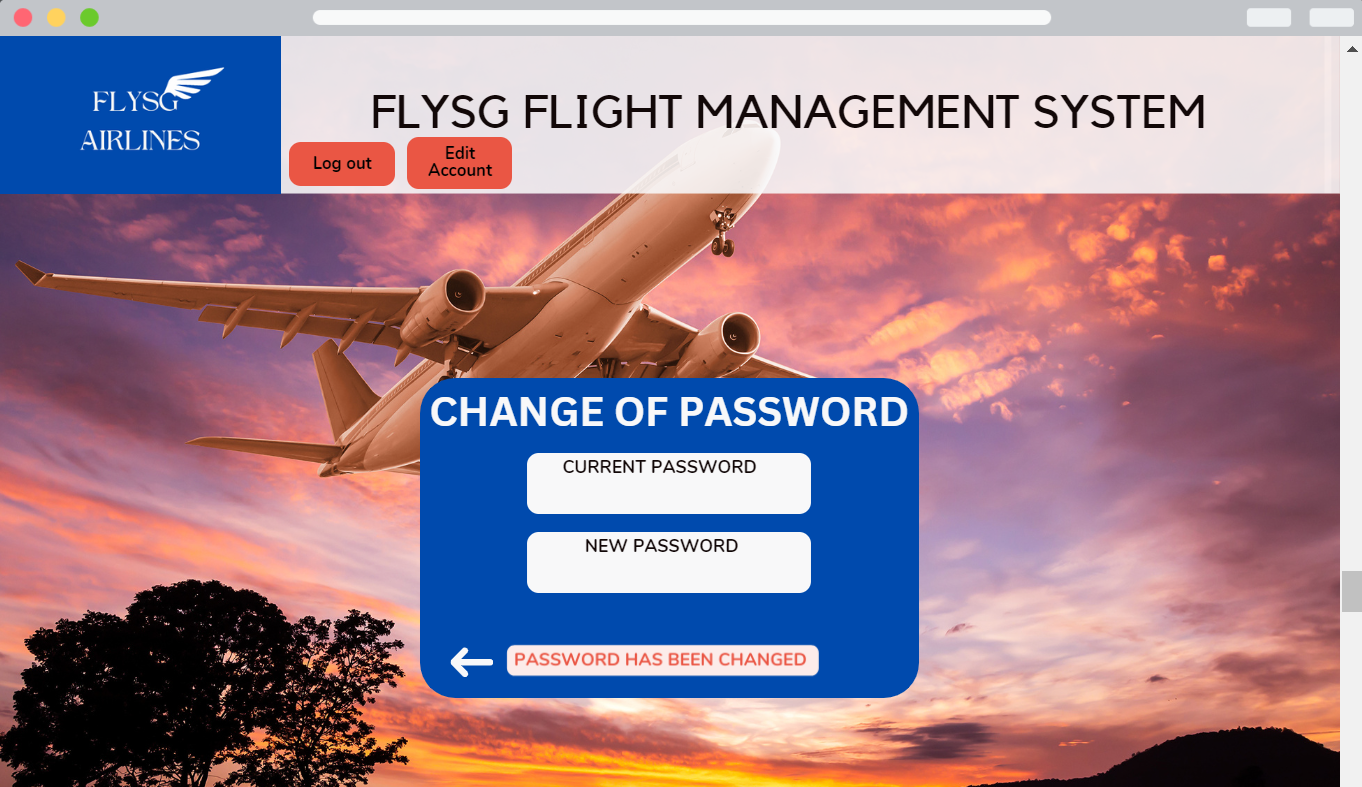 FLYSG
AIRLINES
FLYSG FLIGHT MANAGEMENT SYSTEM
Log out
Edit
Account
CHANGE OF PASSWORD
CURRENT PASSWORD
NEW PASSWORD
PASSWORD HAS BEEN CHANGED